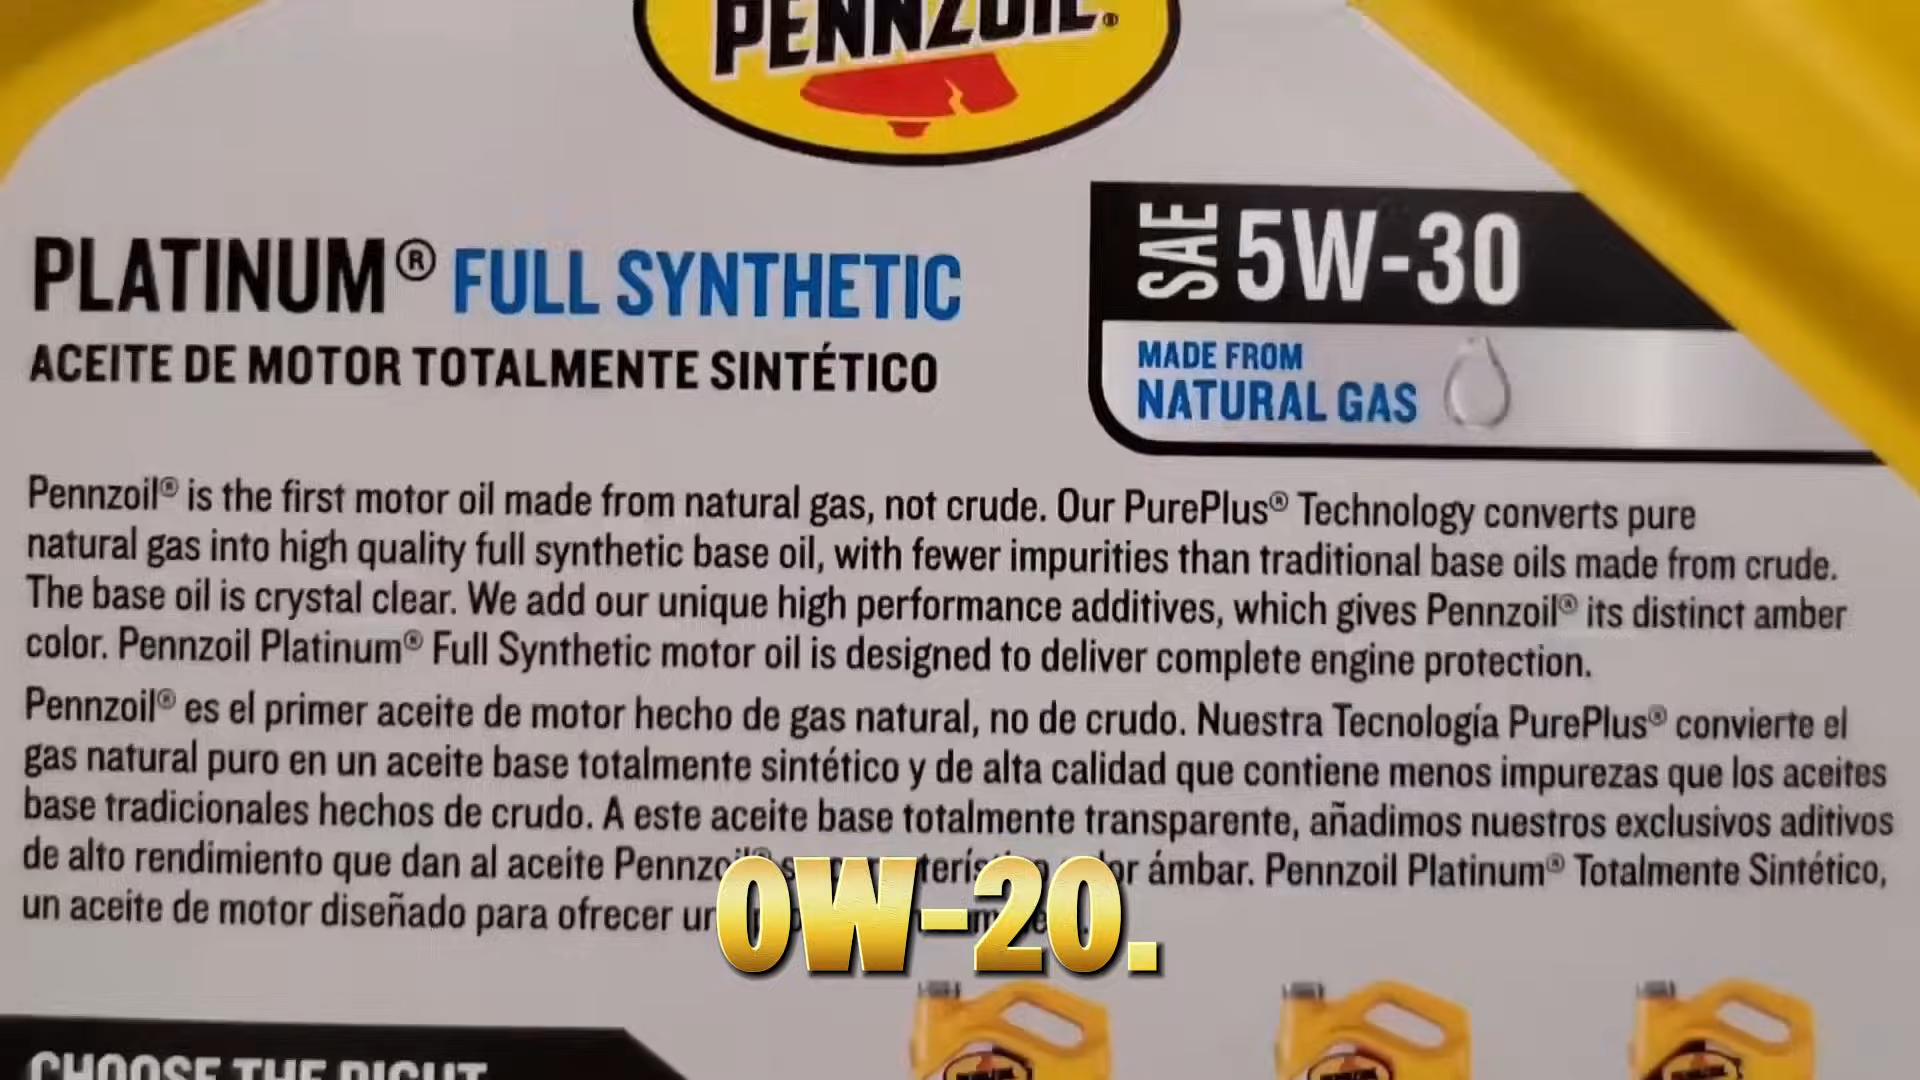 PENNZOIL®
PLATINUM® FULL SYNTHETIC
ACEITE DE MOTOR TOTALMENTE SINTÉTICO
SAE 5W-30
MADE FROM
NATURAL GAS
Pennzoil® is the first motor oil made from natural gas, not crude. Our PurePlus® Technology converts pure
natural gas into high quality full synthetic base oil, with fewer impurities than traditional base oils made from crude.
The base oil is crystal clear. We add our unique high performance additives, which gives Pennzoil® its distinct amber
color. Pennzoil Platinum® Full Synthetic motor oil is designed to deliver complete engine protection.
Pennzoil® es el primer aceite de motor hecho de gas natural, no de crudo. Nuestra Tecnología PurePlus® convierte el
gas natural puro en un aceite base totalmente sintético y de alta calidad que contiene menos impurezas que los aceites
base tradicionales hechos de crudo. A este aceite base totalmente transparente, añadimos nuestros exclusivos aditivos
de alto rendimiento que dan al aceite ámbar. Pennzoil Platinum® Totalmente Sintético,
un aceite de motor diseñado para ofrecer
0W-20.
CHOOSE THE RIGHT